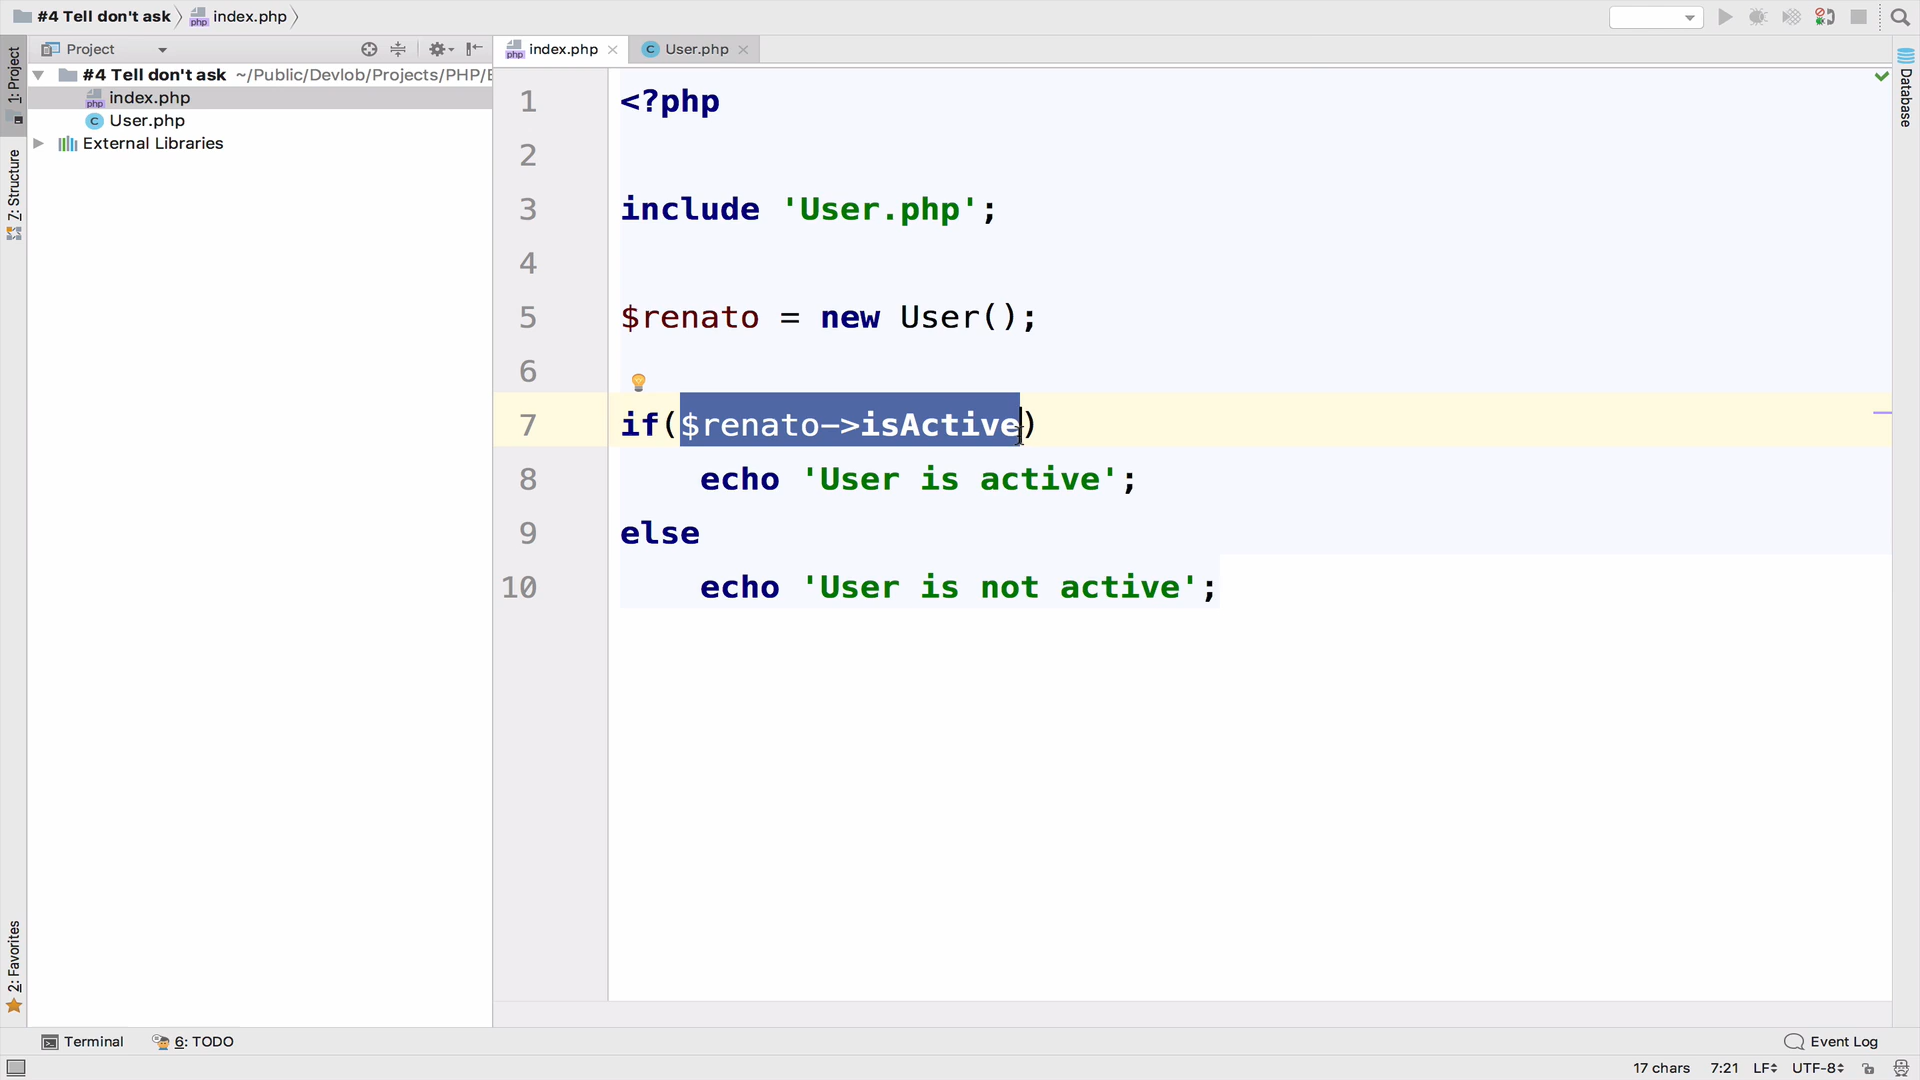 #4 Tell don't ask index.php
Project
index.php
User.php
1: Project
7: Structure
2: Favorites
#4 Tell don't ask ~/Public/Devlob/Projects/PHP/
index.php
User.php
External Libraries
1 <?php
2
3 include 'User.php';
4
5 $renato = new User();
6
7 if($renato->isActive)
8 echo 'User is active';
9 else
10 echo 'User is not active';
Database
Terminal
6: TODO
Event Log
17 chars 7:21 LF UTF-8